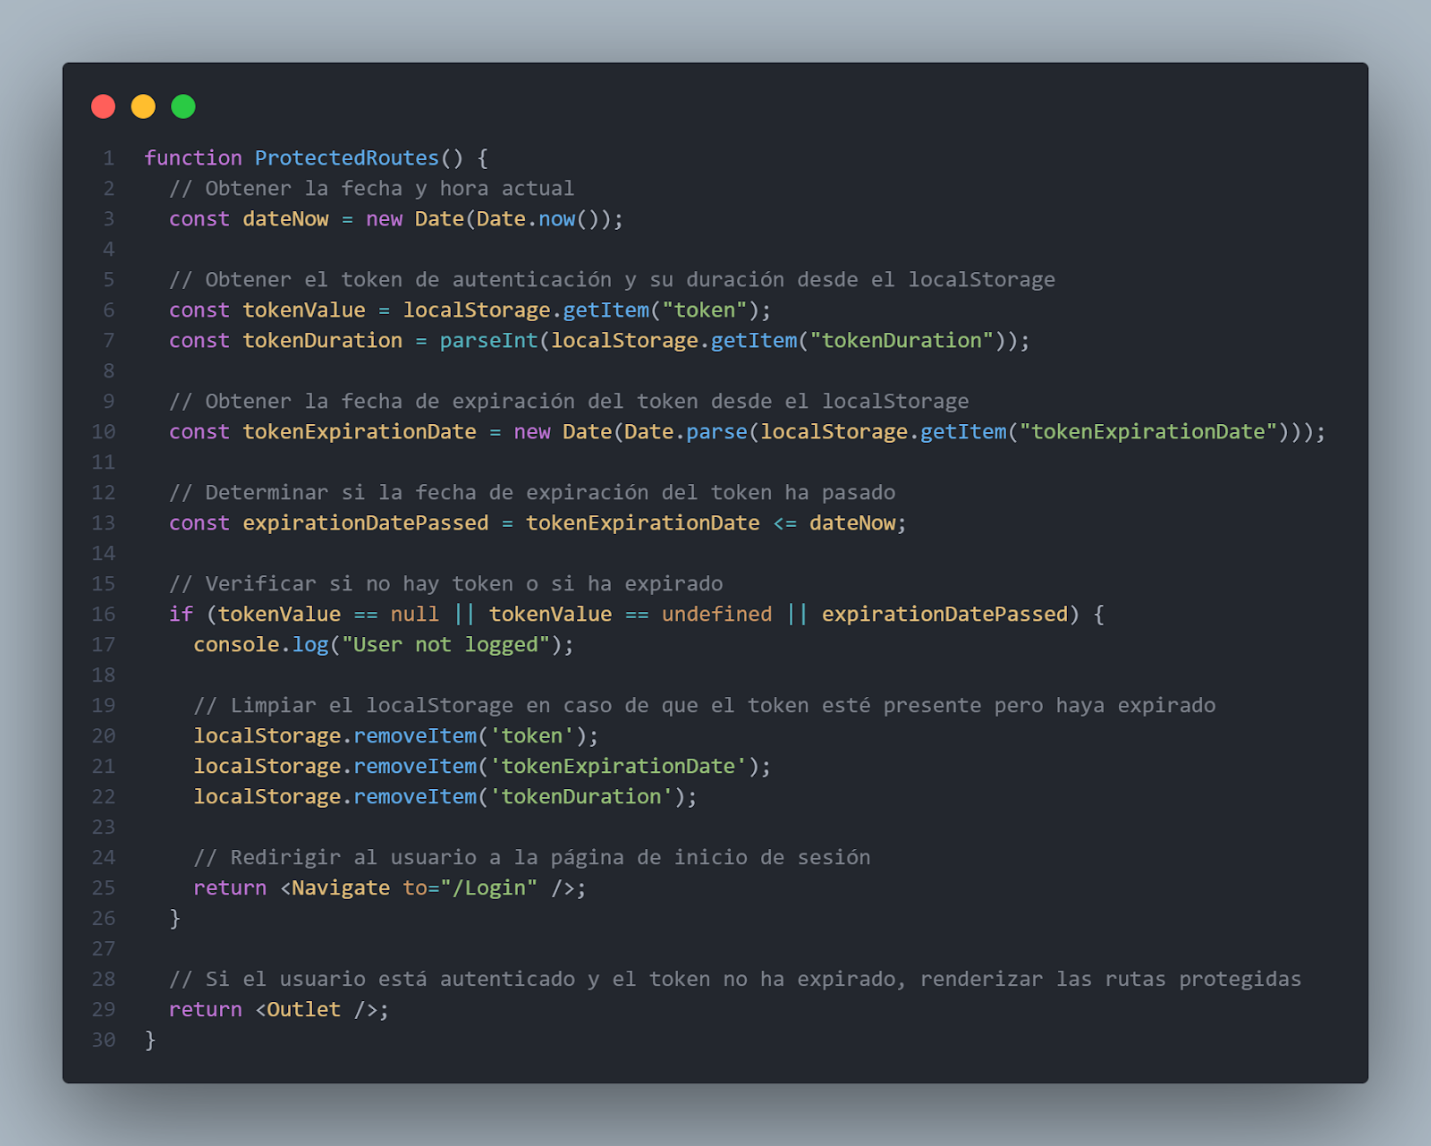 1 function ProtectedRoutes() {
2 // Obtener la fecha y hora actual
3 const dateNow = new Date(Date.now());
4
5 // Obtener el token de autenticación y su duración desde el localStorage
6 const tokenValue = localStorage.getItem("token");
7 const tokenDuration = parseInt(localStorage.getItem("tokenDuration"));
8
9 // Obtener la fecha de expiración del token desde el localStorage
10 const tokenExpirationDate = new Date(Date.parse(localStorage.getItem("tokenExpirationDate")));
11
12 // Determinar si la fecha de expiración del token ha pasado
13 const expirationDatePassed = tokenExpirationDate <= dateNow;
14
15 // Verificar si no hay token o si ha expirado
16 if (tokenValue == null || tokenValue == undefined || expirationDatePassed) {
17 console.log("User not logged");
18
19 // Limpiar el localStorage en caso de que el token esté presente pero haya expirado
20 localStorage.removeItem('token');
21 localStorage.removeItem('tokenExpirationDate');
22 localStorage.removeItem('tokenDuration');
23
24 // Redirigir al usuario a la página de inicio de sesión
25 return <Navigate to="/Login" />;
26 }
27
28 // Si el usuario está autenticado y el token no ha expirado, renderizar las rutas protegidas
29 return <Outlet />;
30 }